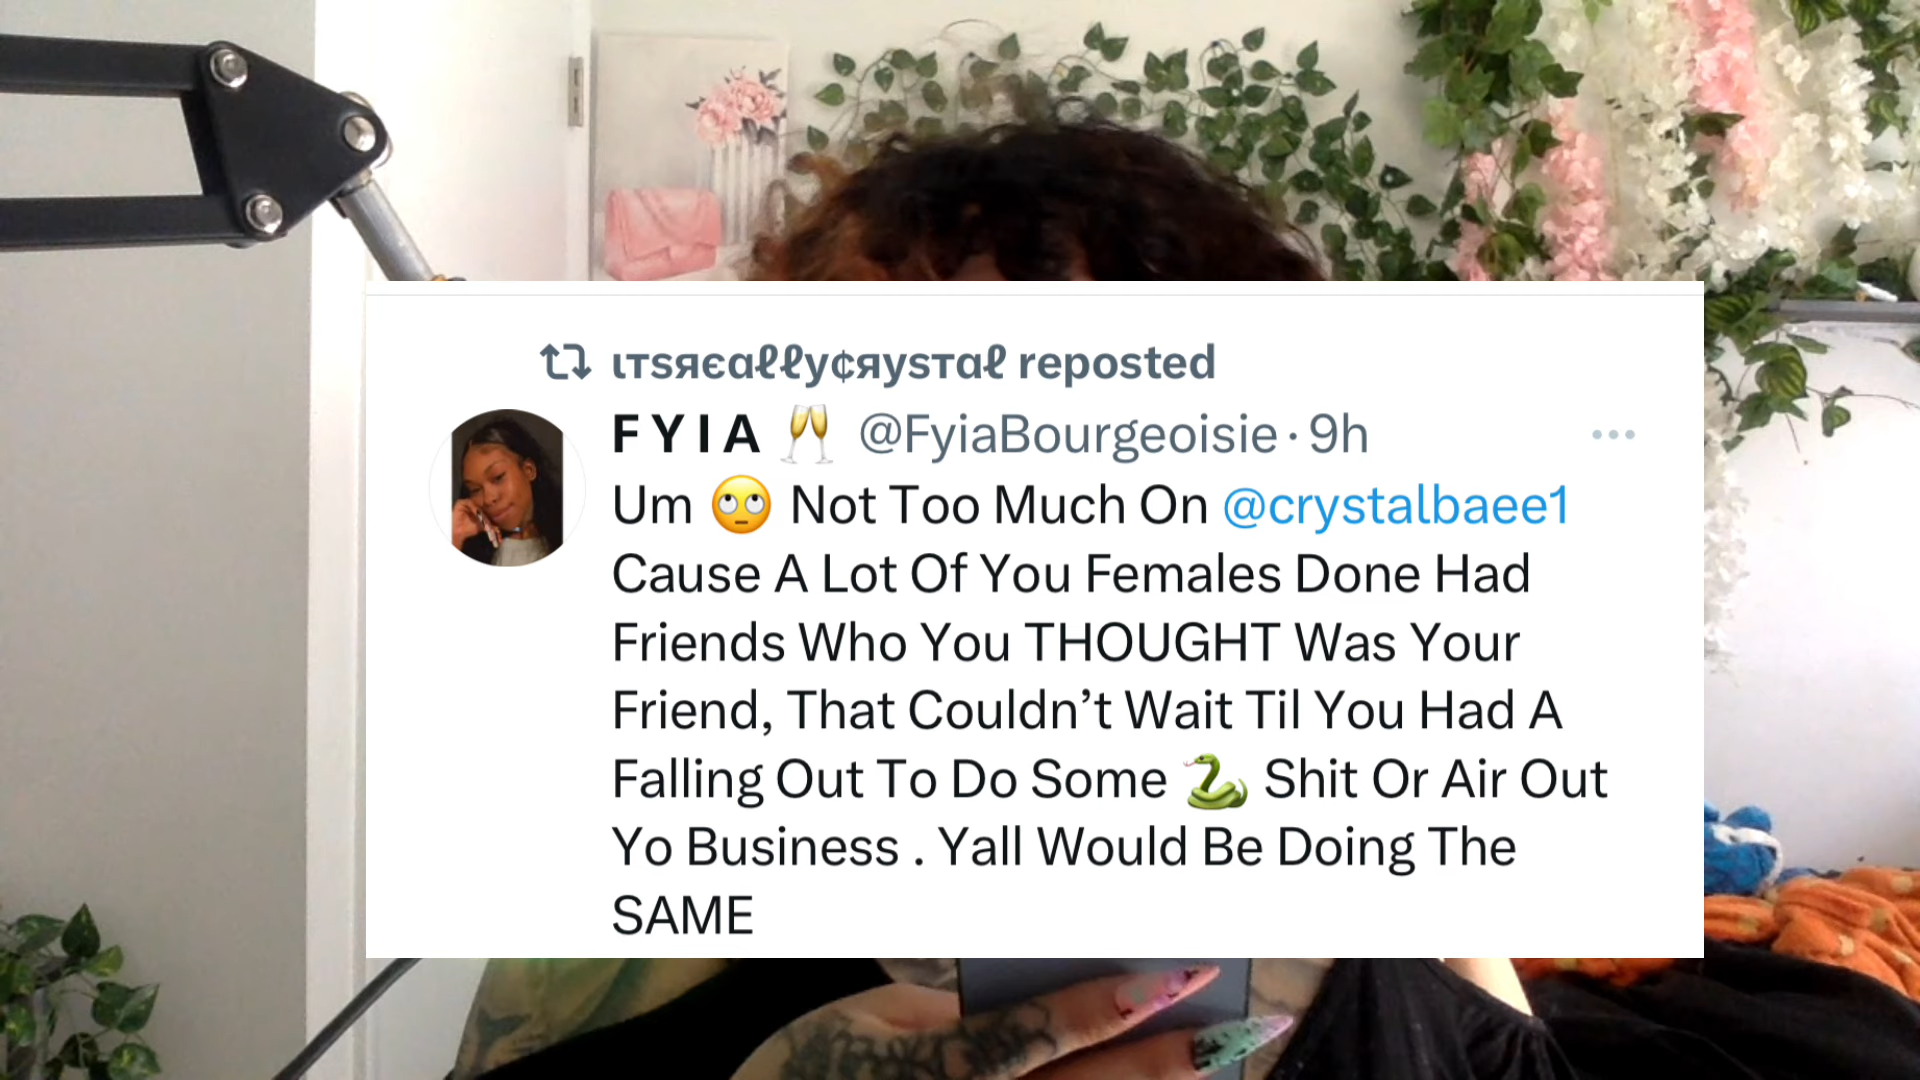 ιтѕяєαℓℓу¢яуѕтαℓ reposted
F Y I A 🥂 @FyiaBourgeoisie · 9h
Um 🙄 Not Too Much On @crystalbaee1
Cause A Lot Of You Females Done Had
Friends Who You THOUGHT Was Your
Friend, That Couldn’t Wait Til You Had A
Falling Out To Do Some 🐍 Shit Or Air Out
Yo Business . Yall Would Be Doing The
SAME